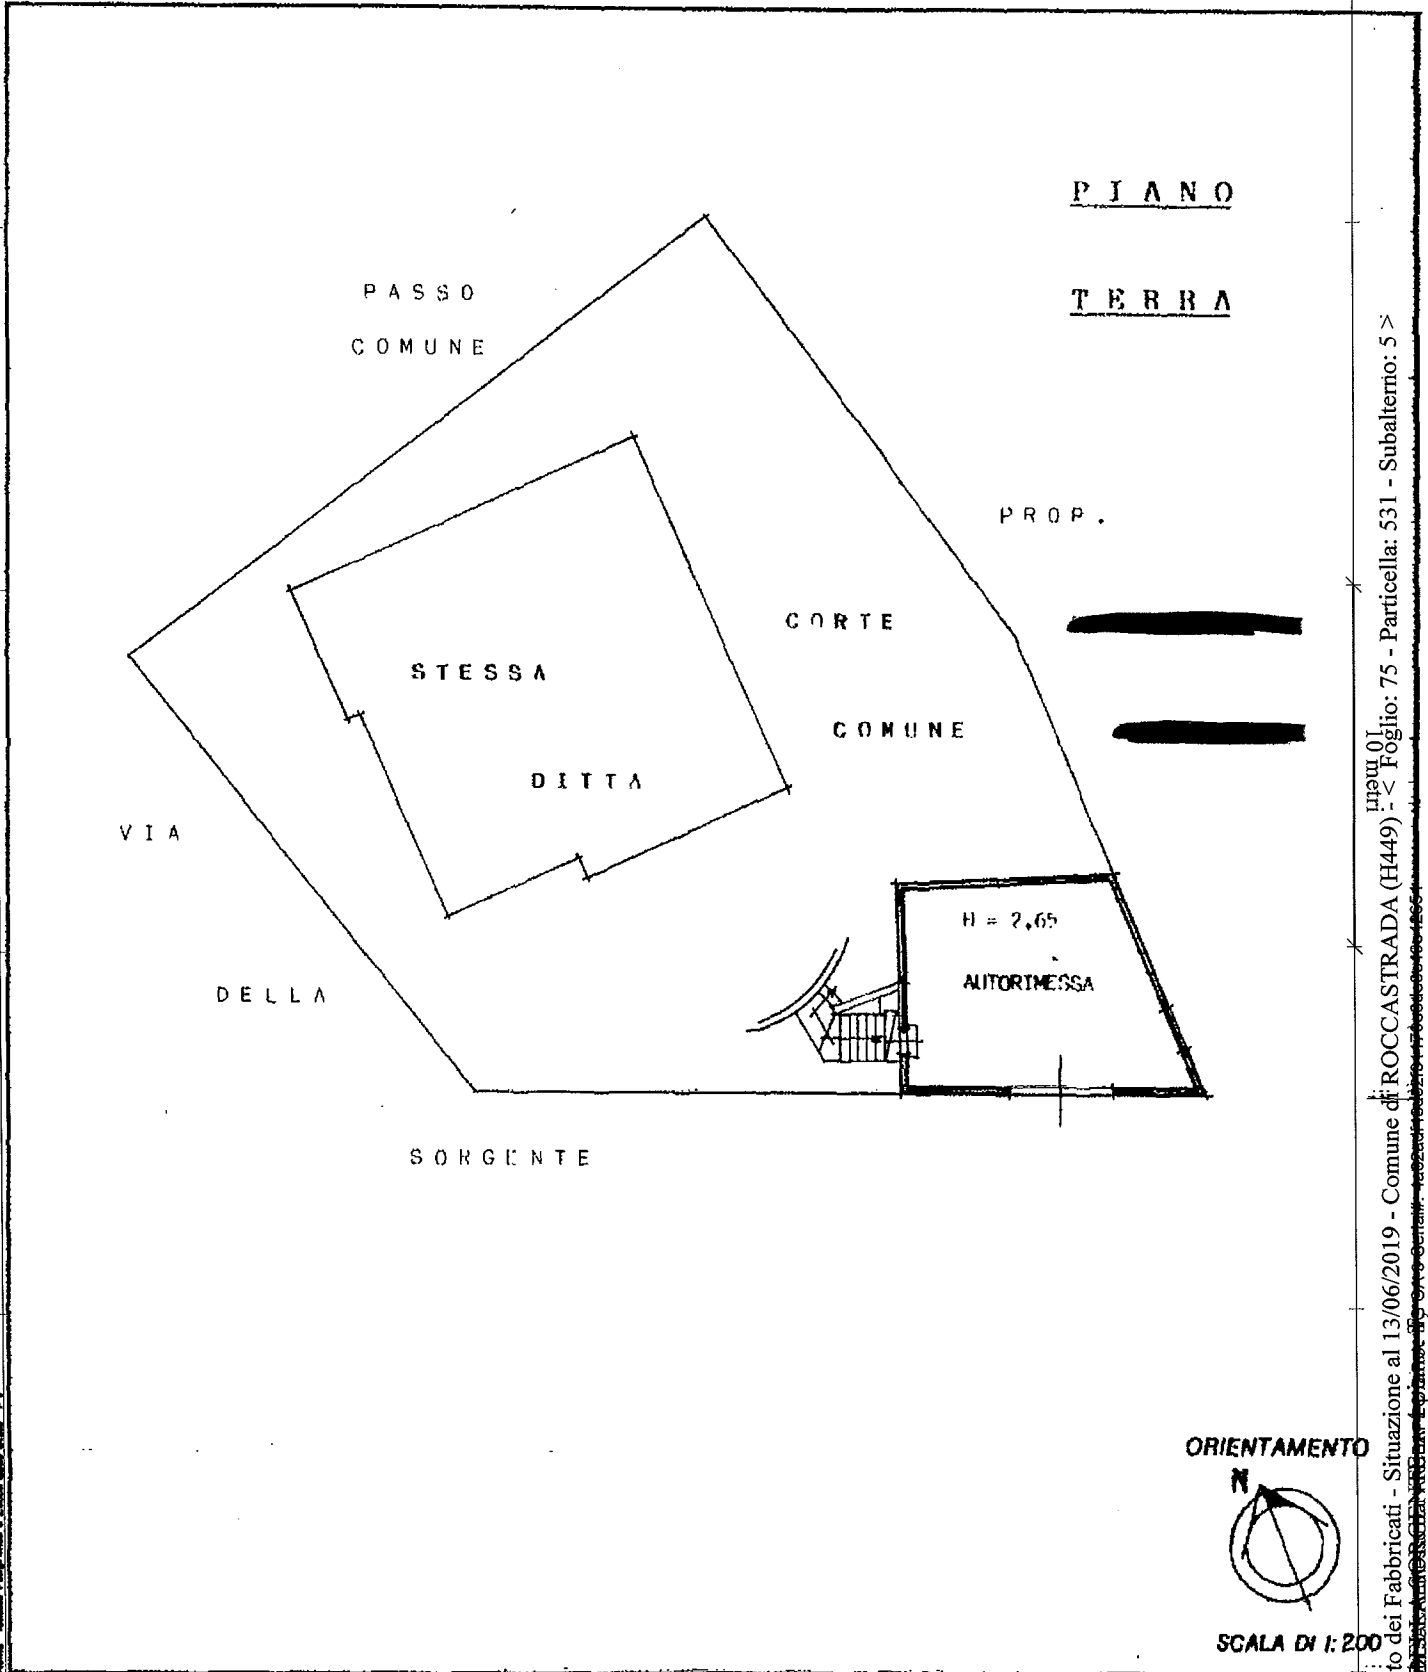 PIANO
TERRA
PASSO
COMUNE
PROP.
CORTE
COMUNE
STESSA
DITTA
VIA
DELLA
SORGENTE
H = 2,65
AUTORIMESSA
ORIENTAMENTO
N
SCALA DI 1:200
10 metri
to dei Fabbricati - Situazione al 13/06/2019 - Comune di ROCCASTRADA (H449) - < Foglio: 75 - Particella: 531 - Subalterno: 5 >